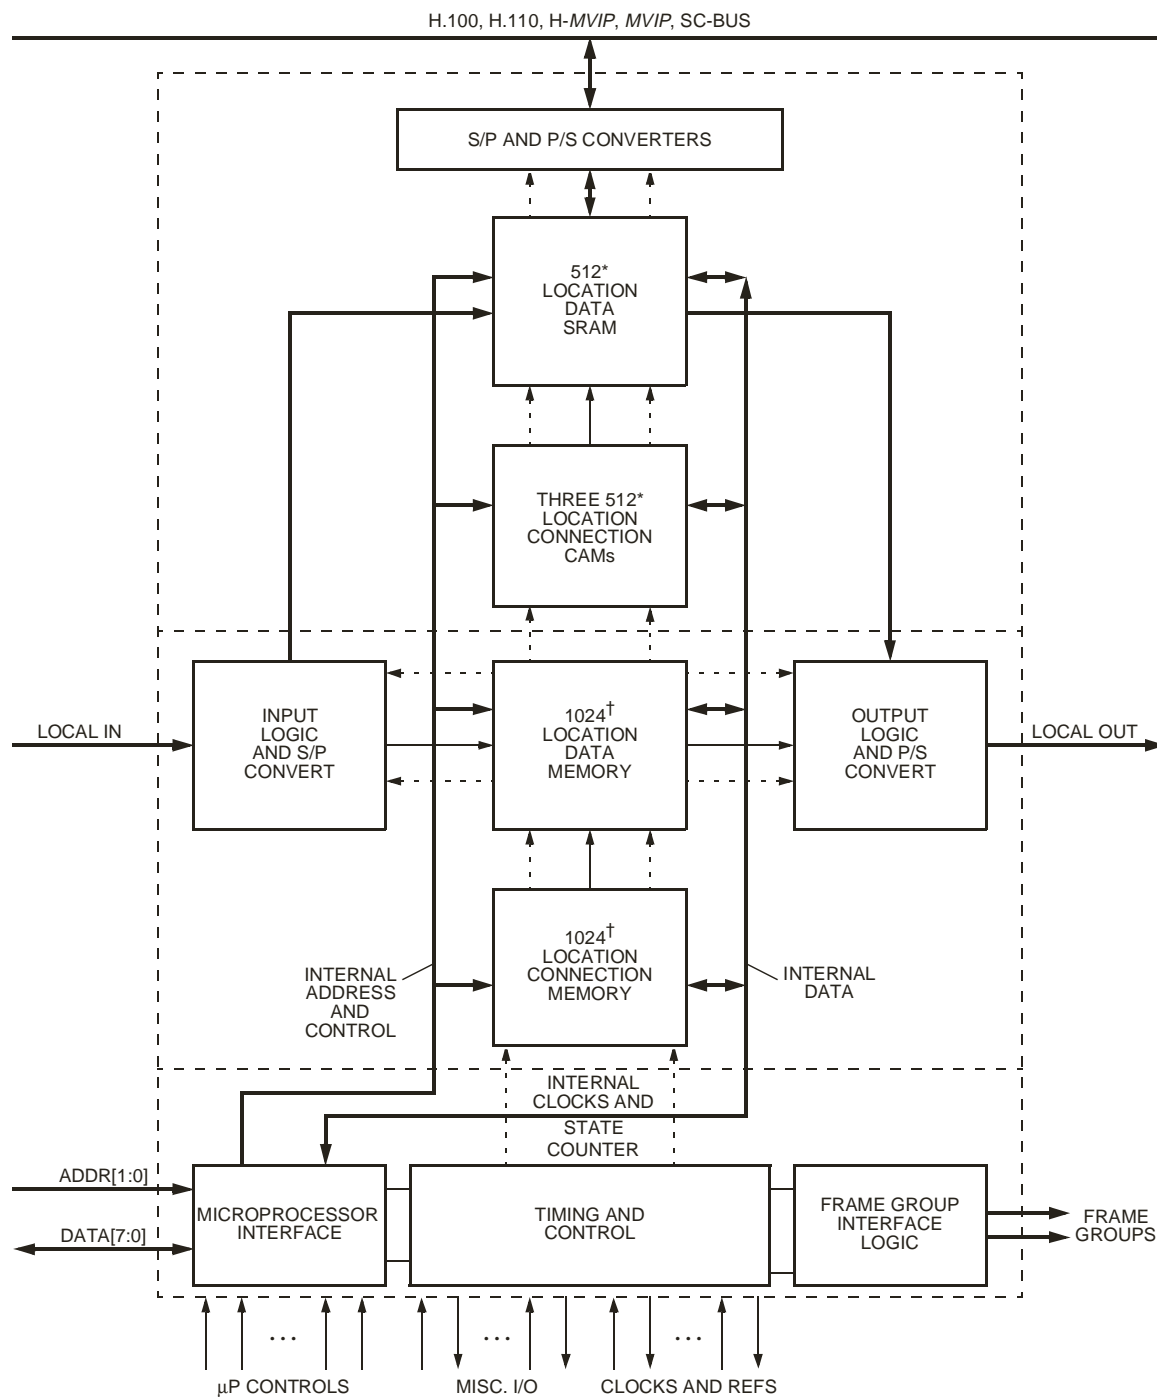 H.100, H.110, H-MVIP, MVIP, SC-BUS
S/P AND P/S CONVERTERS
512*
LOCATION
DATA
SRAM
THREE 512*
LOCATION
CONNECTION
CAMs
LOCAL IN
INPUT
LOGIC
AND S/P
CONVERT
1024†
LOCATION
DATA
MEMORY
OUTPUT
LOGIC
AND P/S
CONVERT
LOCAL OUT
1024†
LOCATION
CONNECTION
MEMORY
INTERNAL
ADDRESS
AND
CONTROL
INTERNAL
DATA
INTERNAL
CLOCKS AND
STATE
COUNTER
ADDR[1:0]
DATA[7:0]
MICROPROCESSOR
INTERFACE
TIMING AND
CONTROL
FRAME GROUP
INTERFACE
LOGIC
FRAME
GROUPS
...
...
...
μP CONTROLS
MISC. I/O
CLOCKS AND REFS